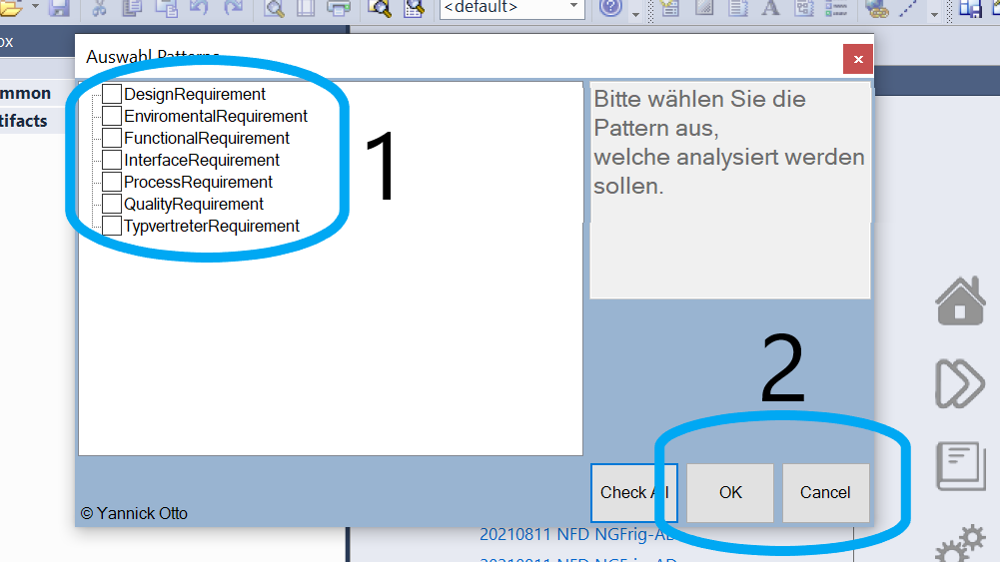 <default>
ox
mmon
tifacts
Auswahl Patterns
DesignRequirement
EnviromentalRequirement
FunctionalRequirement
InterfaceRequirement
ProcessRequirement
QualityRequirement
TypvertreterRequirement
1
Bitte wählen Sie die
Pattern aus,
welche analysiert werden
sollen.
2
Check All
OK
Cancel
© Yannick Otto
20210811 NFD NGFrig-AD